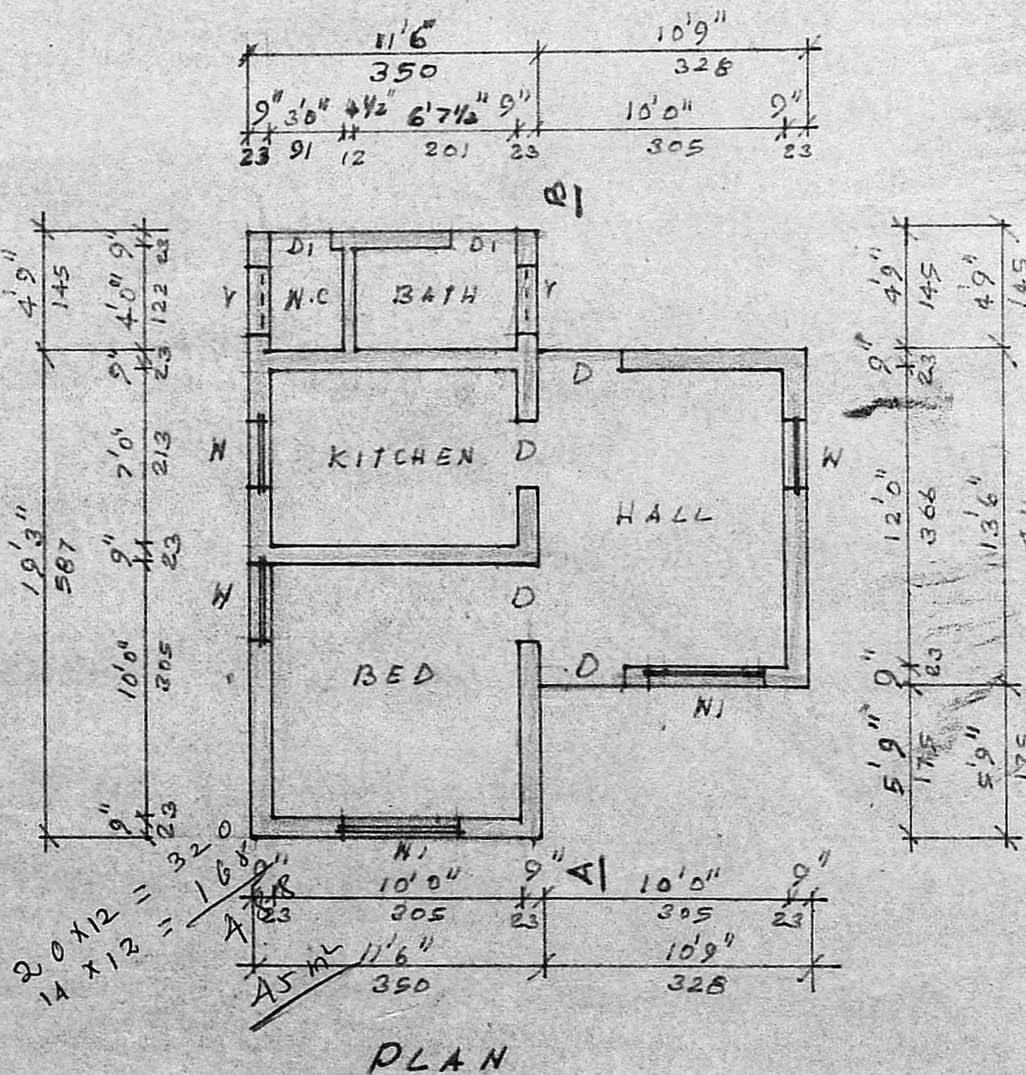 11'6" 10'9"
350 328
9" 3'0" 4½" 6'7½" 9" 10'0" 9"
23 91 12 201 23 305 23
B
D1 D1
V W.C BATH V
D
W KITCHEN D W
HALL
W D
BED D
W1
W1
A
4'9" 145
19'3" 587
9" 23
4'0" 122
9" 23
7'0" 213
9" 23
10'0" 305
9" 23
4'9" 145
9" 23
12'0" 366
9" 23
5'9" 175
4'9" 145
13'6"
5'9" 175
9" 10'0" 9" 10'0" 9"
23 305 23 305 23
11'6" 10'9"
350 328
14 x 12 = 168
45 m²
PLAN